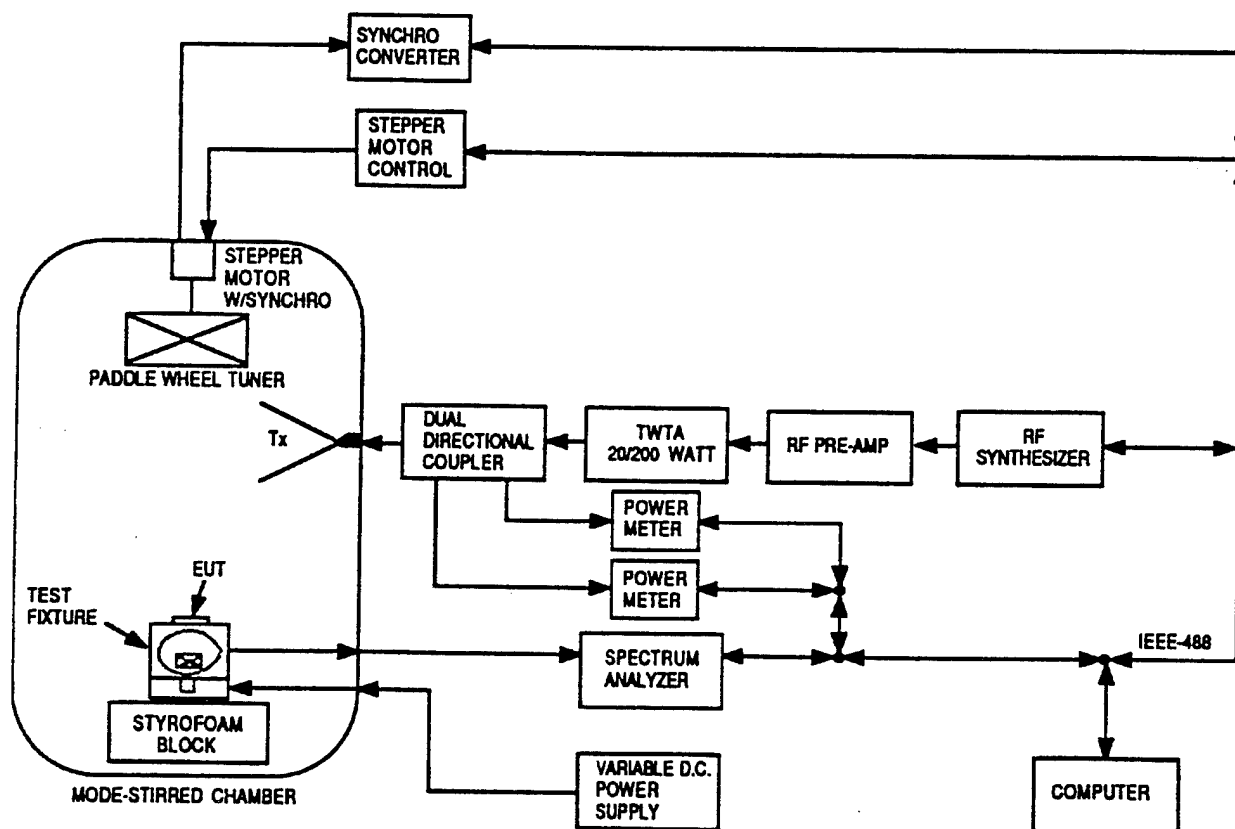 SYNCHRO
CONVERTER
STEPPER
MOTOR
CONTROL
STEPPER
MOTOR
W/SYNCHRO
PADDLE WHEEL TUNER
Tx
DUAL
DIRECTIONAL
COUPLER
TWTA
20/200 WATT
RF PRE-AMP
RF
SYNTHESIZER
POWER
METER
POWER
METER
EUT
TEST
FIXTURE
SPECTRUM
ANALYZER
IEEE-488
STYROFOAM
BLOCK
VARIABLE D.C.
POWER
SUPPLY
COMPUTER
MODE-STIRRED CHAMBER